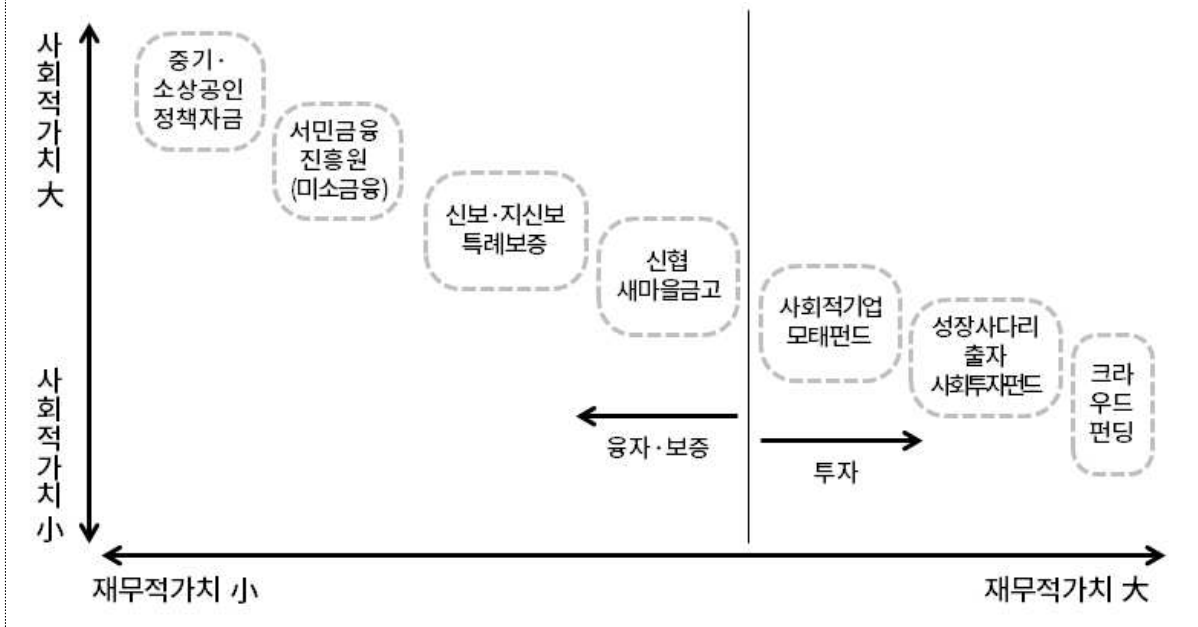 사회적가치 大
중기·
소상공인
정책자금
서민금융
진흥원
(미소금융)
신보·지신보
특례보증
신협
새마을금고
사회적기업
모태펀드
성장사다리
출자
사회투자펀드
크라
우드
펀딩
사회적가치 小
융자·보증
투자
재무적가치 小
재무적가치 大